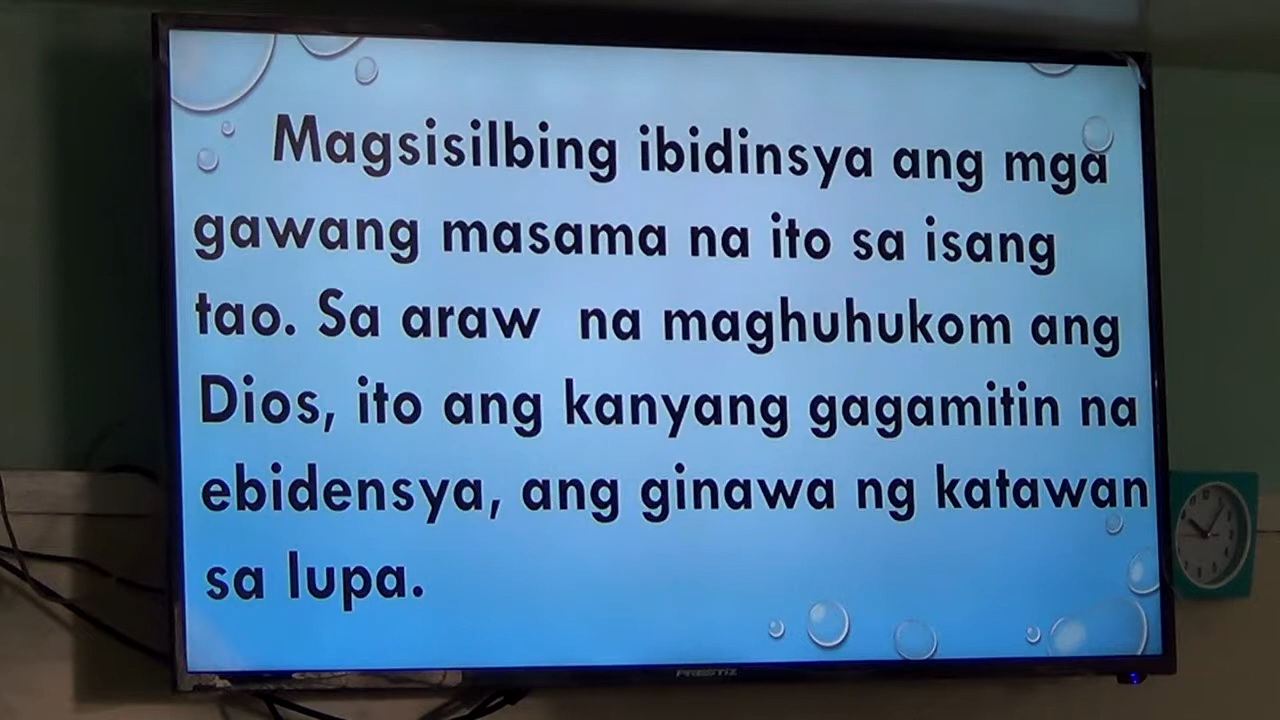 Magsisilbing ibidinsya ang mga
gawang masama na ito sa isang
tao. Sa araw na maghuhukom ang
Dios, ito ang kanyang gagamitin na
ebidensya, ang ginawa ng katawan
sa lupa.
PRESTIZ